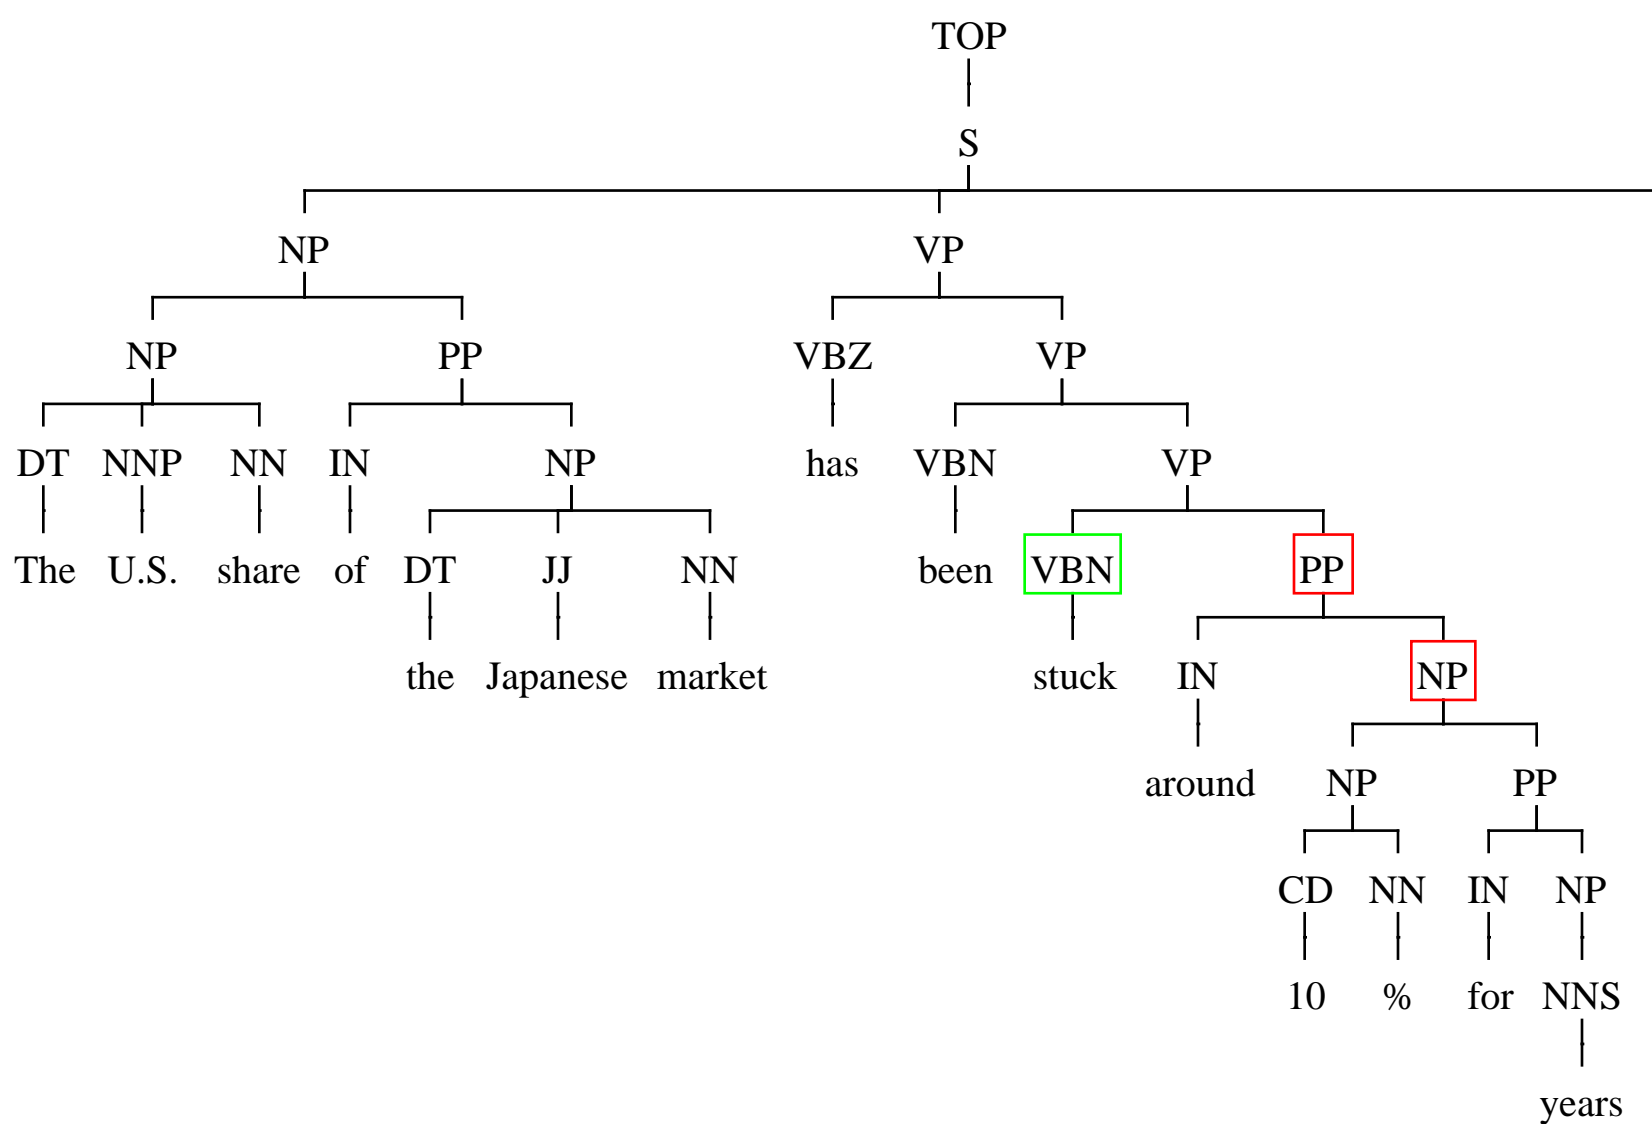 TOP
S
NP VP
NP PP VBZ VP
DT NNP NN IN NP has VBN VP
The U.S. share of DT JJ NN been VBN PP
the Japanese market stuck IN NP
around NP PP
CD NN IN NP
10 % for NNS
years